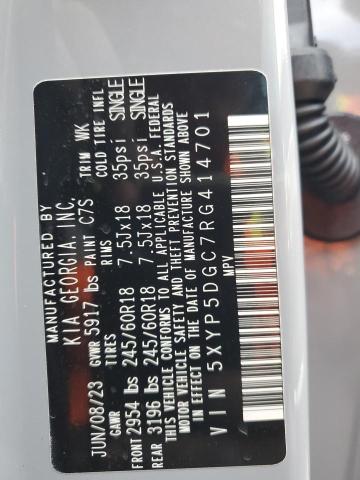 MANUFACTURED BY
KIA GEORGIA, INC.
JUN/08/23 GVWR 5917 lbs PAINT C7S TRIM WK
GAWR TIRES RIMS COLD TIRE INFL
FRONT 2954 lbs 245/60R18 7.5Jx18 35psi SINGLE
REAR 3196 lbs 245/60R18 7.5Jx18 35psi SINGLE
THIS VEHICLE CONFORMS TO ALL APPLICABLE U.S.A. FEDERAL
MOTOR VEHICLE SAFETY AND THEFT PREVENTION STANDARDS
IN EFFECT ON THE DATE OF MANUFACTURE SHOWN ABOVE
VIN 5XYP5DGC7RG414701
MPV